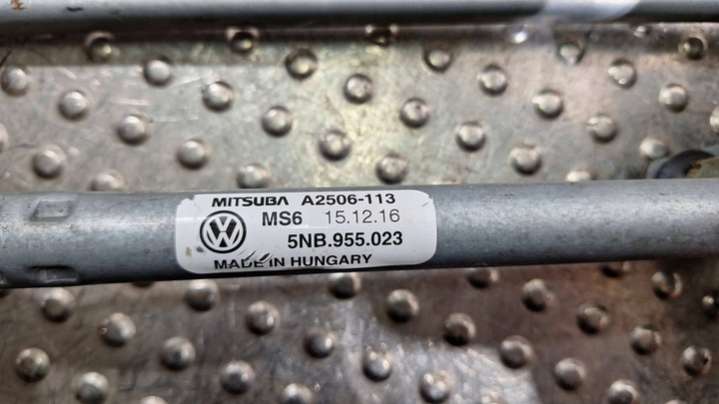 MITSUBA A2506-113
MS6 15.12.16
5NB.955.023
MADE IN HUNGARY